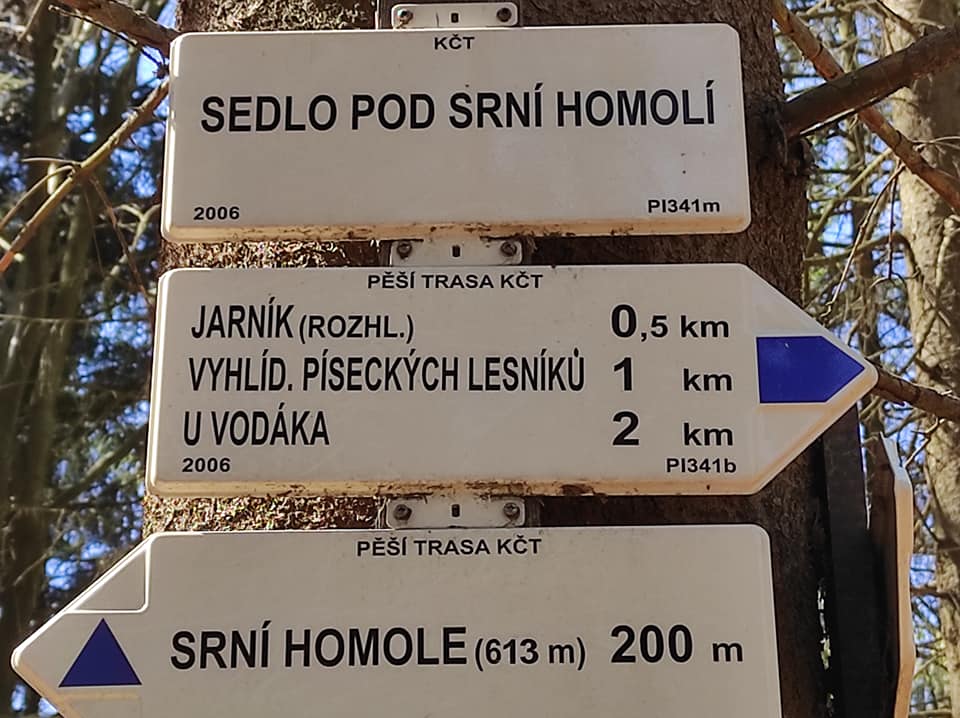 KČT
SEDLO POD SRNÍ HOMOLÍ
2006 PI341m
PĚŠÍ TRASA KČT
JARNÍK (ROZHL.) 0,5 km
VYHLÍD. PÍSECKÝCH LESNÍKŮ 1 km
U VODÁKA 2 km
2006 PI341b
PĚŠÍ TRASA KČT
SRNÍ HOMOLE (613 m) 200 m